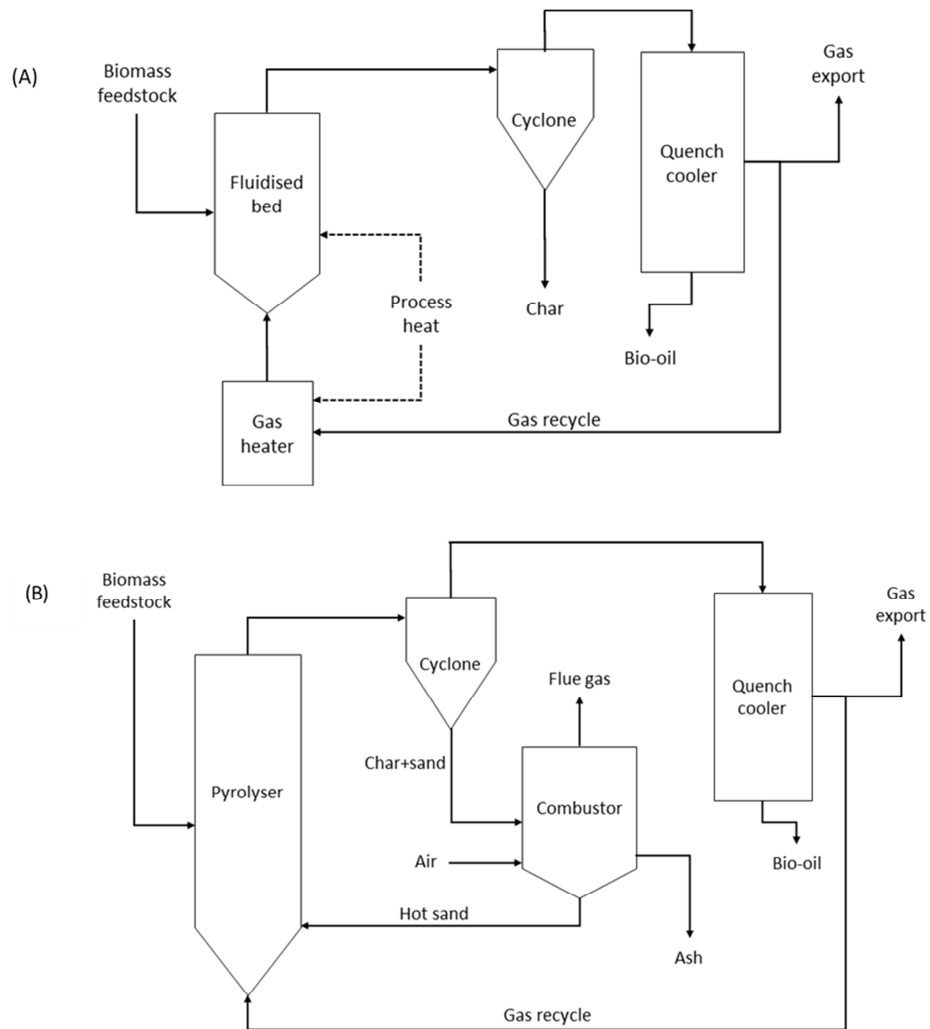 (A)
Biomass
feedstock
Fluidised
bed
Cyclone
Quench
cooler
Gas
export
Process
heat
Char
Bio-oil
Gas
heater
Gas recycle
(B)
Biomass
feedstock
Pyrolyser
Cyclone
Flue gas
Quench
cooler
Gas
export
Char+sand
Combustor
Air
Bio-oil
Hot sand
Ash
Gas recycle